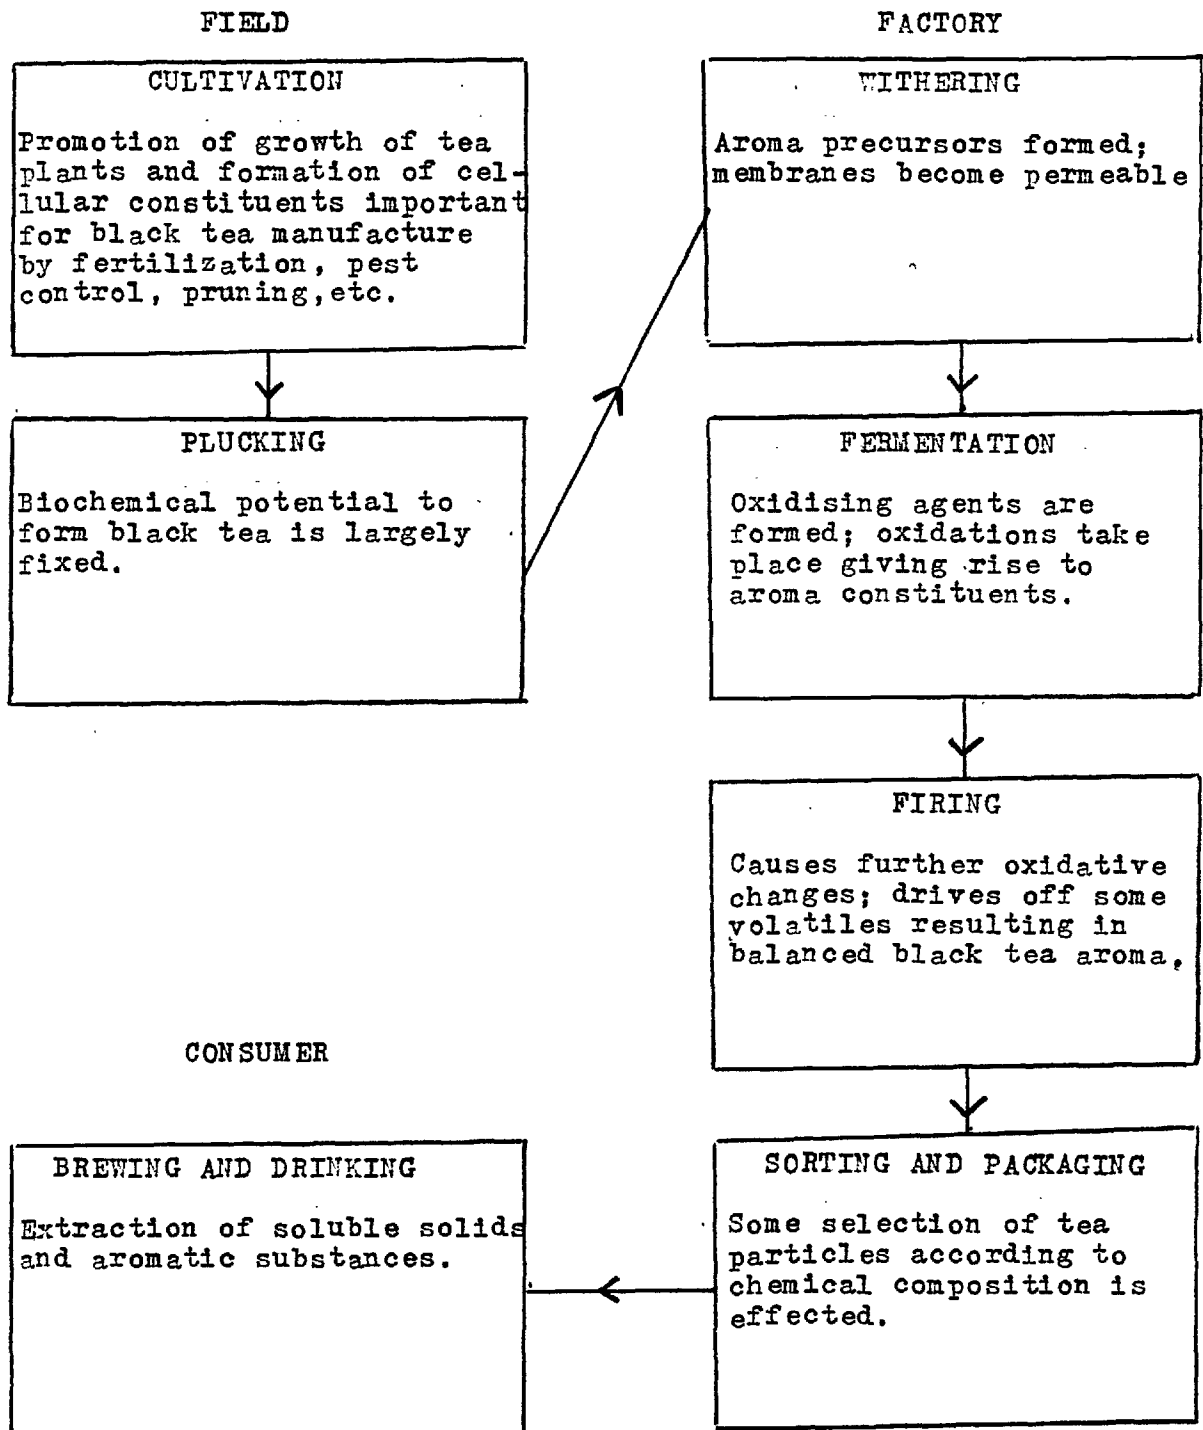 FIELD
CULTIVATION
Promotion of growth of tea
plants and formation of cel-
lular constituents important
for black tea manufacture
by fertilization, pest
control, pruning,etc.
PLUCKING
Biochemical potential to
form black tea is largely
fixed.
FACTORY
WITHERING
Aroma precursors formed;
membranes become permeable
FERMENTATION
Oxidising agents are
formed; oxidations take
place giving rise to
aroma constituents.
FIRING
Causes further oxidative
changes; drives off some
volatiles resulting in
balanced black tea aroma,
SORTING AND PACKAGING
Some selection of tea
particles according to
chemical composition is
effected.
CONSUMER
BREWING AND DRINKING
Extraction of soluble solids
and aromatic substances.